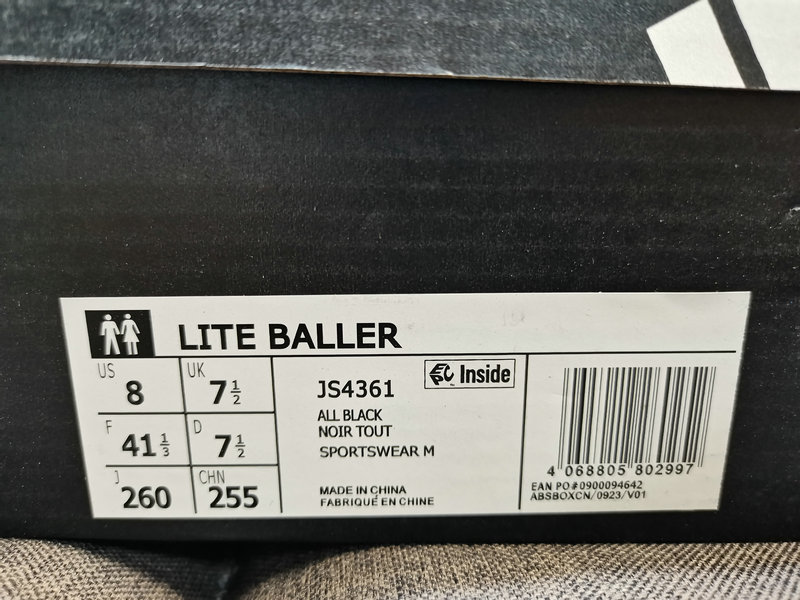 LITE BALLER
US 8 UK 7 1/2
F 41 1/3 D 7 1/2
J 260 CHN 255
JS4361
Inside
ALL BLACK
NOIR TOUT
SPORTSWEAR M
MADE IN CHINA
FABRIQUÉ EN CHINE
4 068805 802997
EAN PO#0900094642
ABSBOXCN/0923/V01